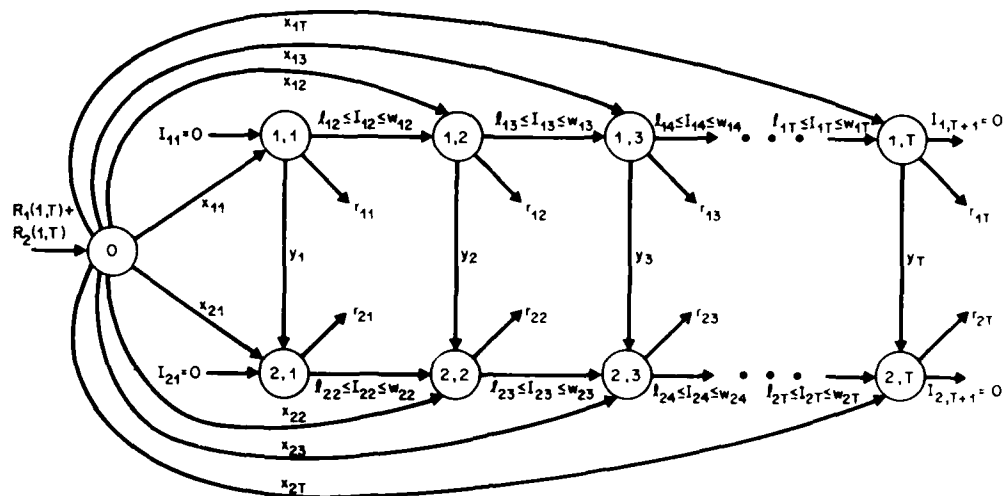 x₁T
x₁₃
x₁₂
I₁₁=0
1,1
ℓ₁₂≤I₁₂≤w₁₂
1,2
ℓ₁₃≤I₁₃≤w₁₃
1,3
ℓ₁₄≤I₁₄≤w₁₄
• • •
ℓ₁T≤I₁T≤w₁T
1,T
I₁,T+1=0
x₁₁
r₁₁
r₁₂
r₁₃
r₁T
R₁(1,T)+
R₂(1,T)
0
y₁
y₂
y₃
yT
x₂₁
r₂₁
r₂₂
r₂₃
r₂T
I₂₁=0
2,1
ℓ₂₂≤I₂₂≤w₂₂
2,2
ℓ₂₃≤I₂₃≤w₂₃
2,3
ℓ₂₄≤I₂₄≤w₂₄
• • •
ℓ₂T≤I₂T≤w₂T
2,T
I₂,T+1=0
x₂₂
x₂₃
x₂T